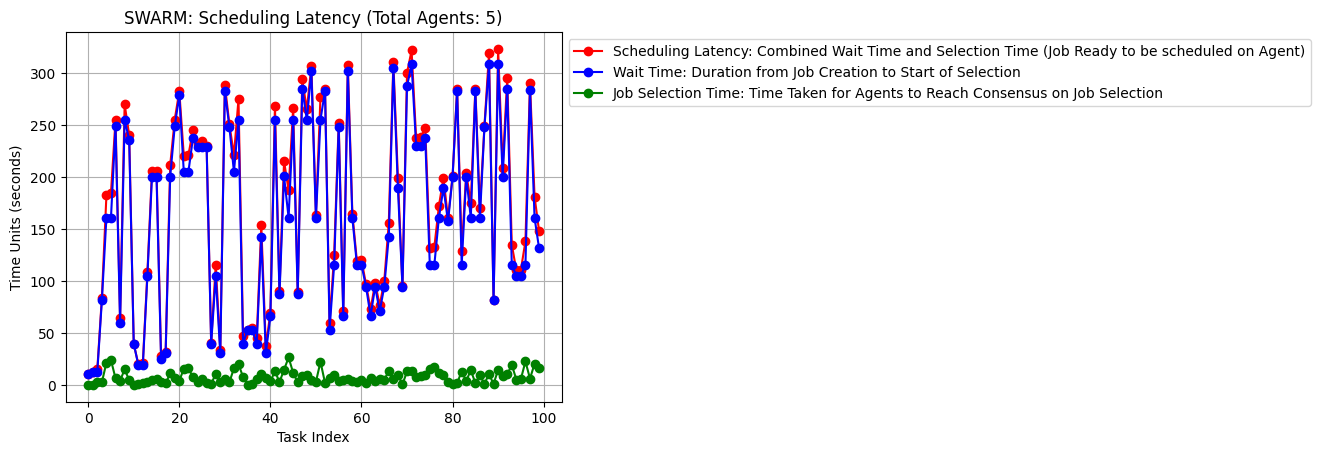 SWARM: Scheduling Latency (Total Agents: 5)
Scheduling Latency: Combined Wait Time and Selection Time (Job Ready to be scheduled on Agent)
Wait Time: Duration from Job Creation to Start of Selection
Job Selection Time: Time Taken for Agents to Reach Consensus on Job Selection
Time Units (seconds)
300
250
200
150
100
50
0
0 20 40 60 80 100
Task Index